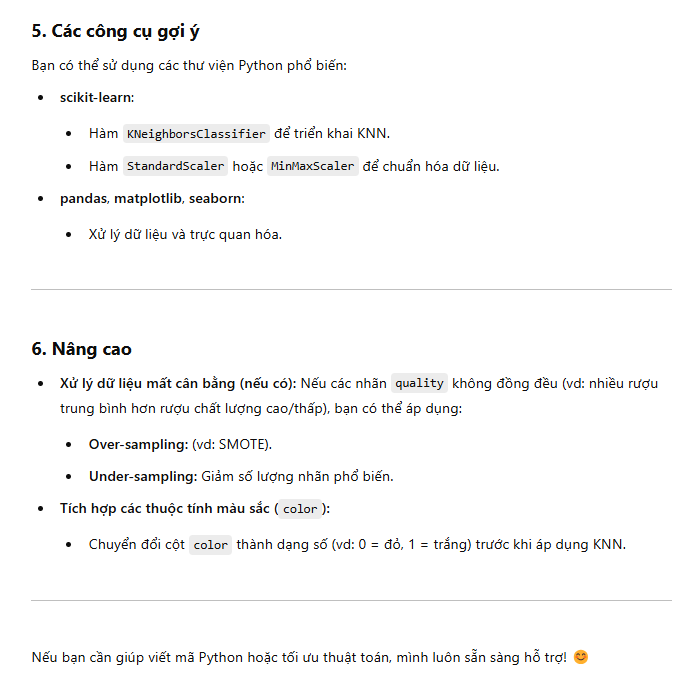 5. Các công cụ gợi ý
Bạn có thể sử dụng các thư viện Python phổ biến:
• scikit-learn:
• Hàm KNeighborsClassifier để triển khai KNN.
• Hàm StandardScaler hoặc MinMaxScaler để chuẩn hóa dữ liệu.
• pandas, matplotlib, seaborn:
• Xử lý dữ liệu và trực quan hóa.
6. Nâng cao
• Xử lý dữ liệu mất cân bằng (nếu có): Nếu các nhãn quality không đồng đều (vd: nhiều rượu
trung bình hơn rượu chất lượng cao/thấp), bạn có thể áp dụng:
• Over-sampling: (vd: SMOTE).
• Under-sampling: Giảm số lượng nhãn phổ biến.
• Tích hợp các thuộc tính màu sắc (color):
• Chuyển đổi cột color thành dạng số (vd: 0 = đỏ, 1 = trắng) trước khi áp dụng KNN.
Nếu bạn cần giúp viết mã Python hoặc tối ưu thuật toán, mình luôn sẵn sàng hỗ trợ! 😊